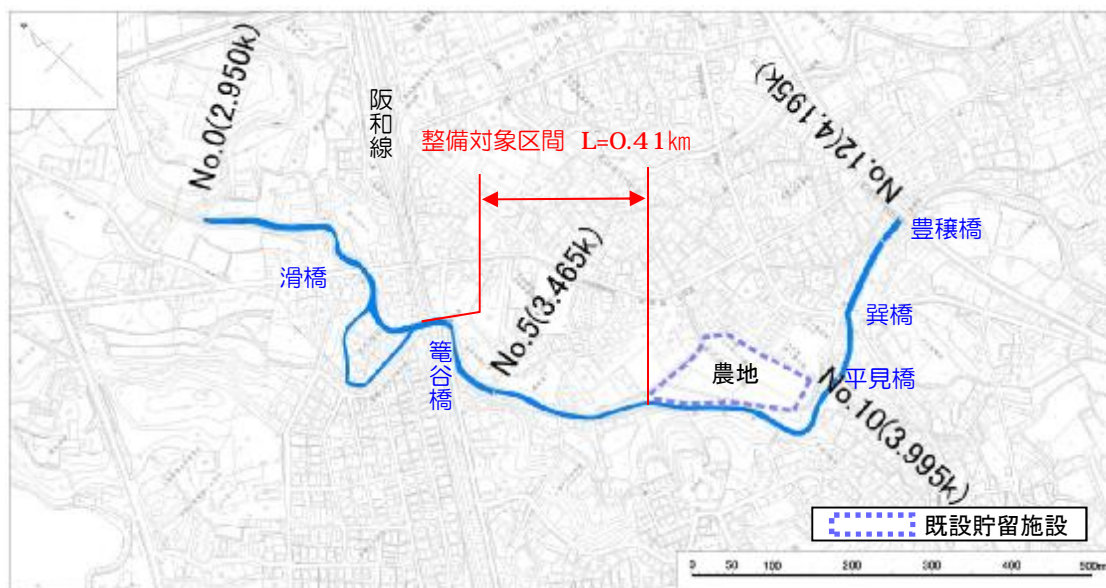 No.0(2.950k)
阪和線
整備対象区間 L=0.41km
No.12(4.195k)
豊穣橋
滑橋
No.5(3.465k)
巽橋
篭谷橋
農地
平見橋
No.10(3.995k)
既設貯留施設
0 50 100 200 300 400 500m